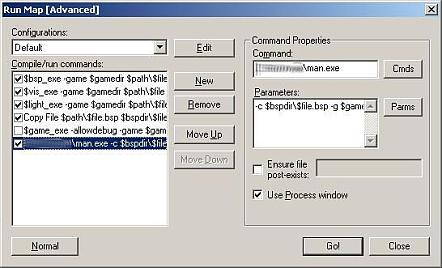 Run Map [Advanced]
Configurations:
Default
Edit
Compile/run commands:
$bsp_exe -game $gamedir $path\$file
$vis_exe -game $gamedir $path\$file
$light_exe -game $gamedir $path\$file
Copy File $path\$file.bsp $bspdir\$file
$game_exe -allowdebug -game $game
\man.exe -c $bspdir\$file
New
Remove
Move Up
Move Down
Command Properties
Command:
\man.exe
Cmds
Parameters:
-c $bspdir\$file.bsp -g $gamedir
Parms
Ensure file
post-exists:
Use Process window
Normal
Go!
Close